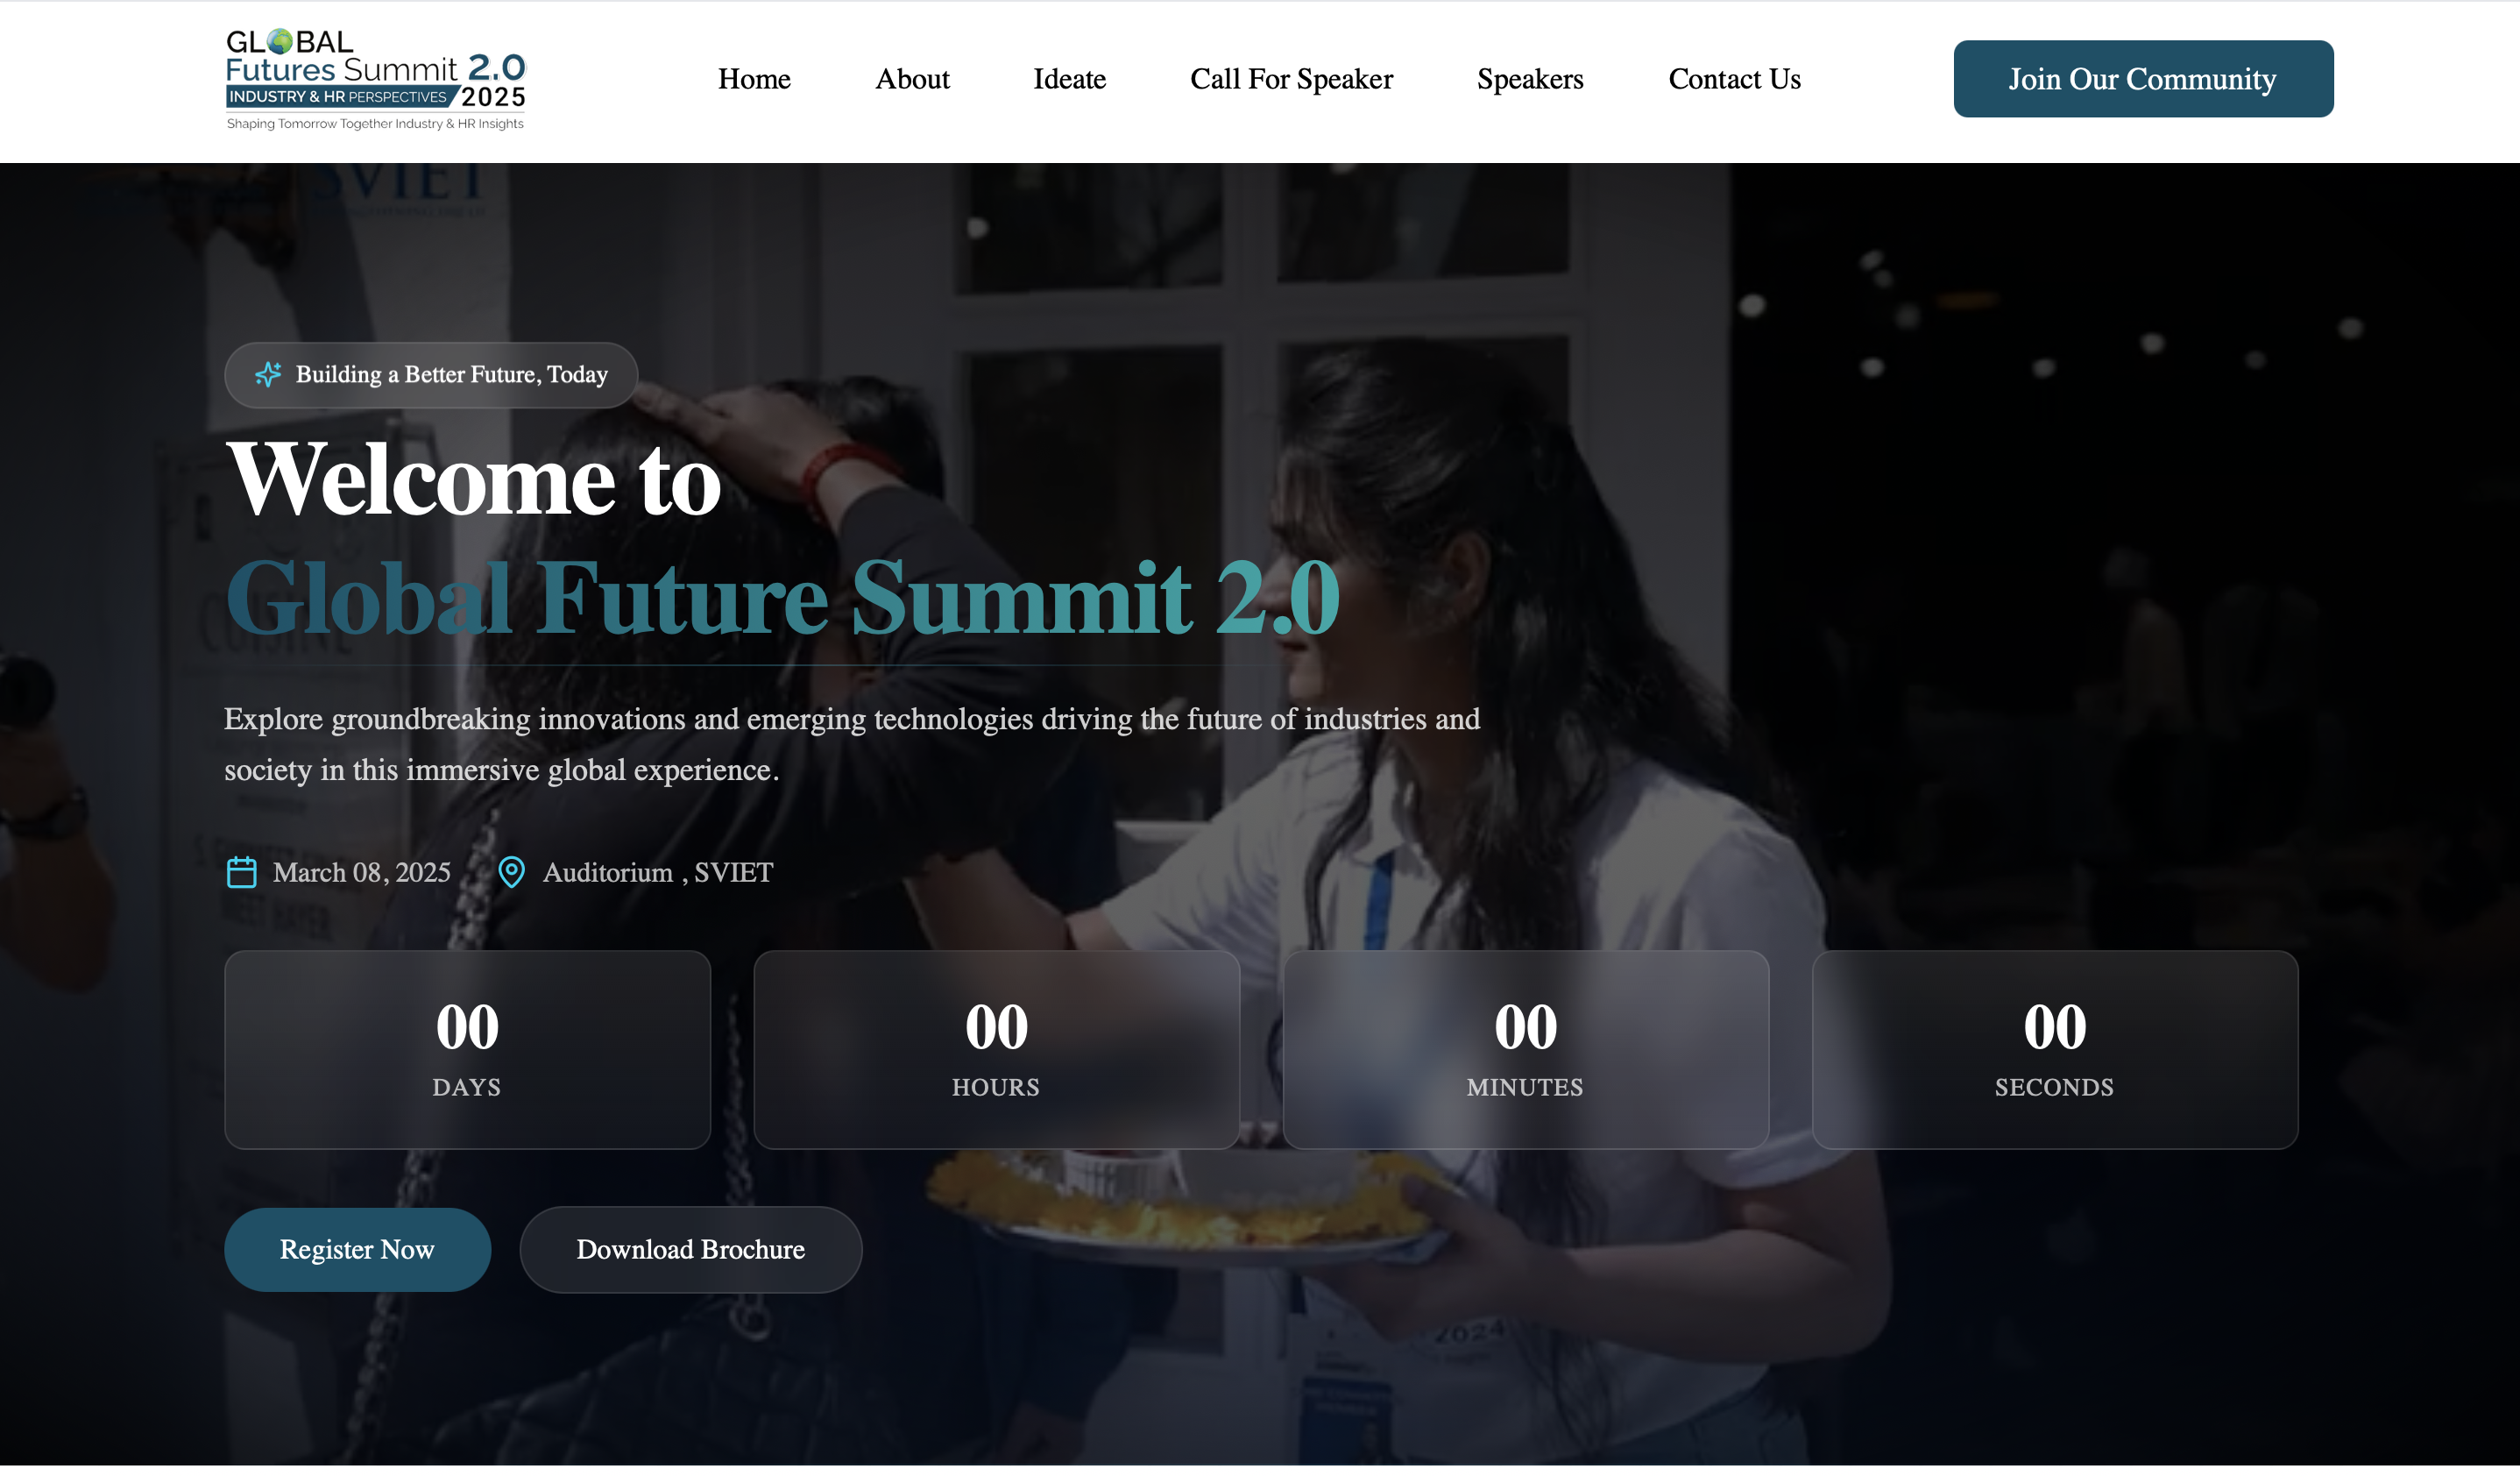 GLOBAL
Futures Summit 2.0
INDUSTRY & HR PERSPECTIVES 2025
Shaping Tomorrow Together Industry & HR Insights
Home About Ideate Call For Speaker Speakers Contact Us Join Our Community
SVIET
Building a Better Future, Today
Welcome to
Global Future Summit 2.0
CUISINE
Explore groundbreaking innovations and emerging technologies driving the future of industries and
society in this immersive global experience.
March 08, 2025 Auditorium , SVIET
00 00 00 00
DAYS HOURS MINUTES SECONDS
Register Now Download Brochure
2024